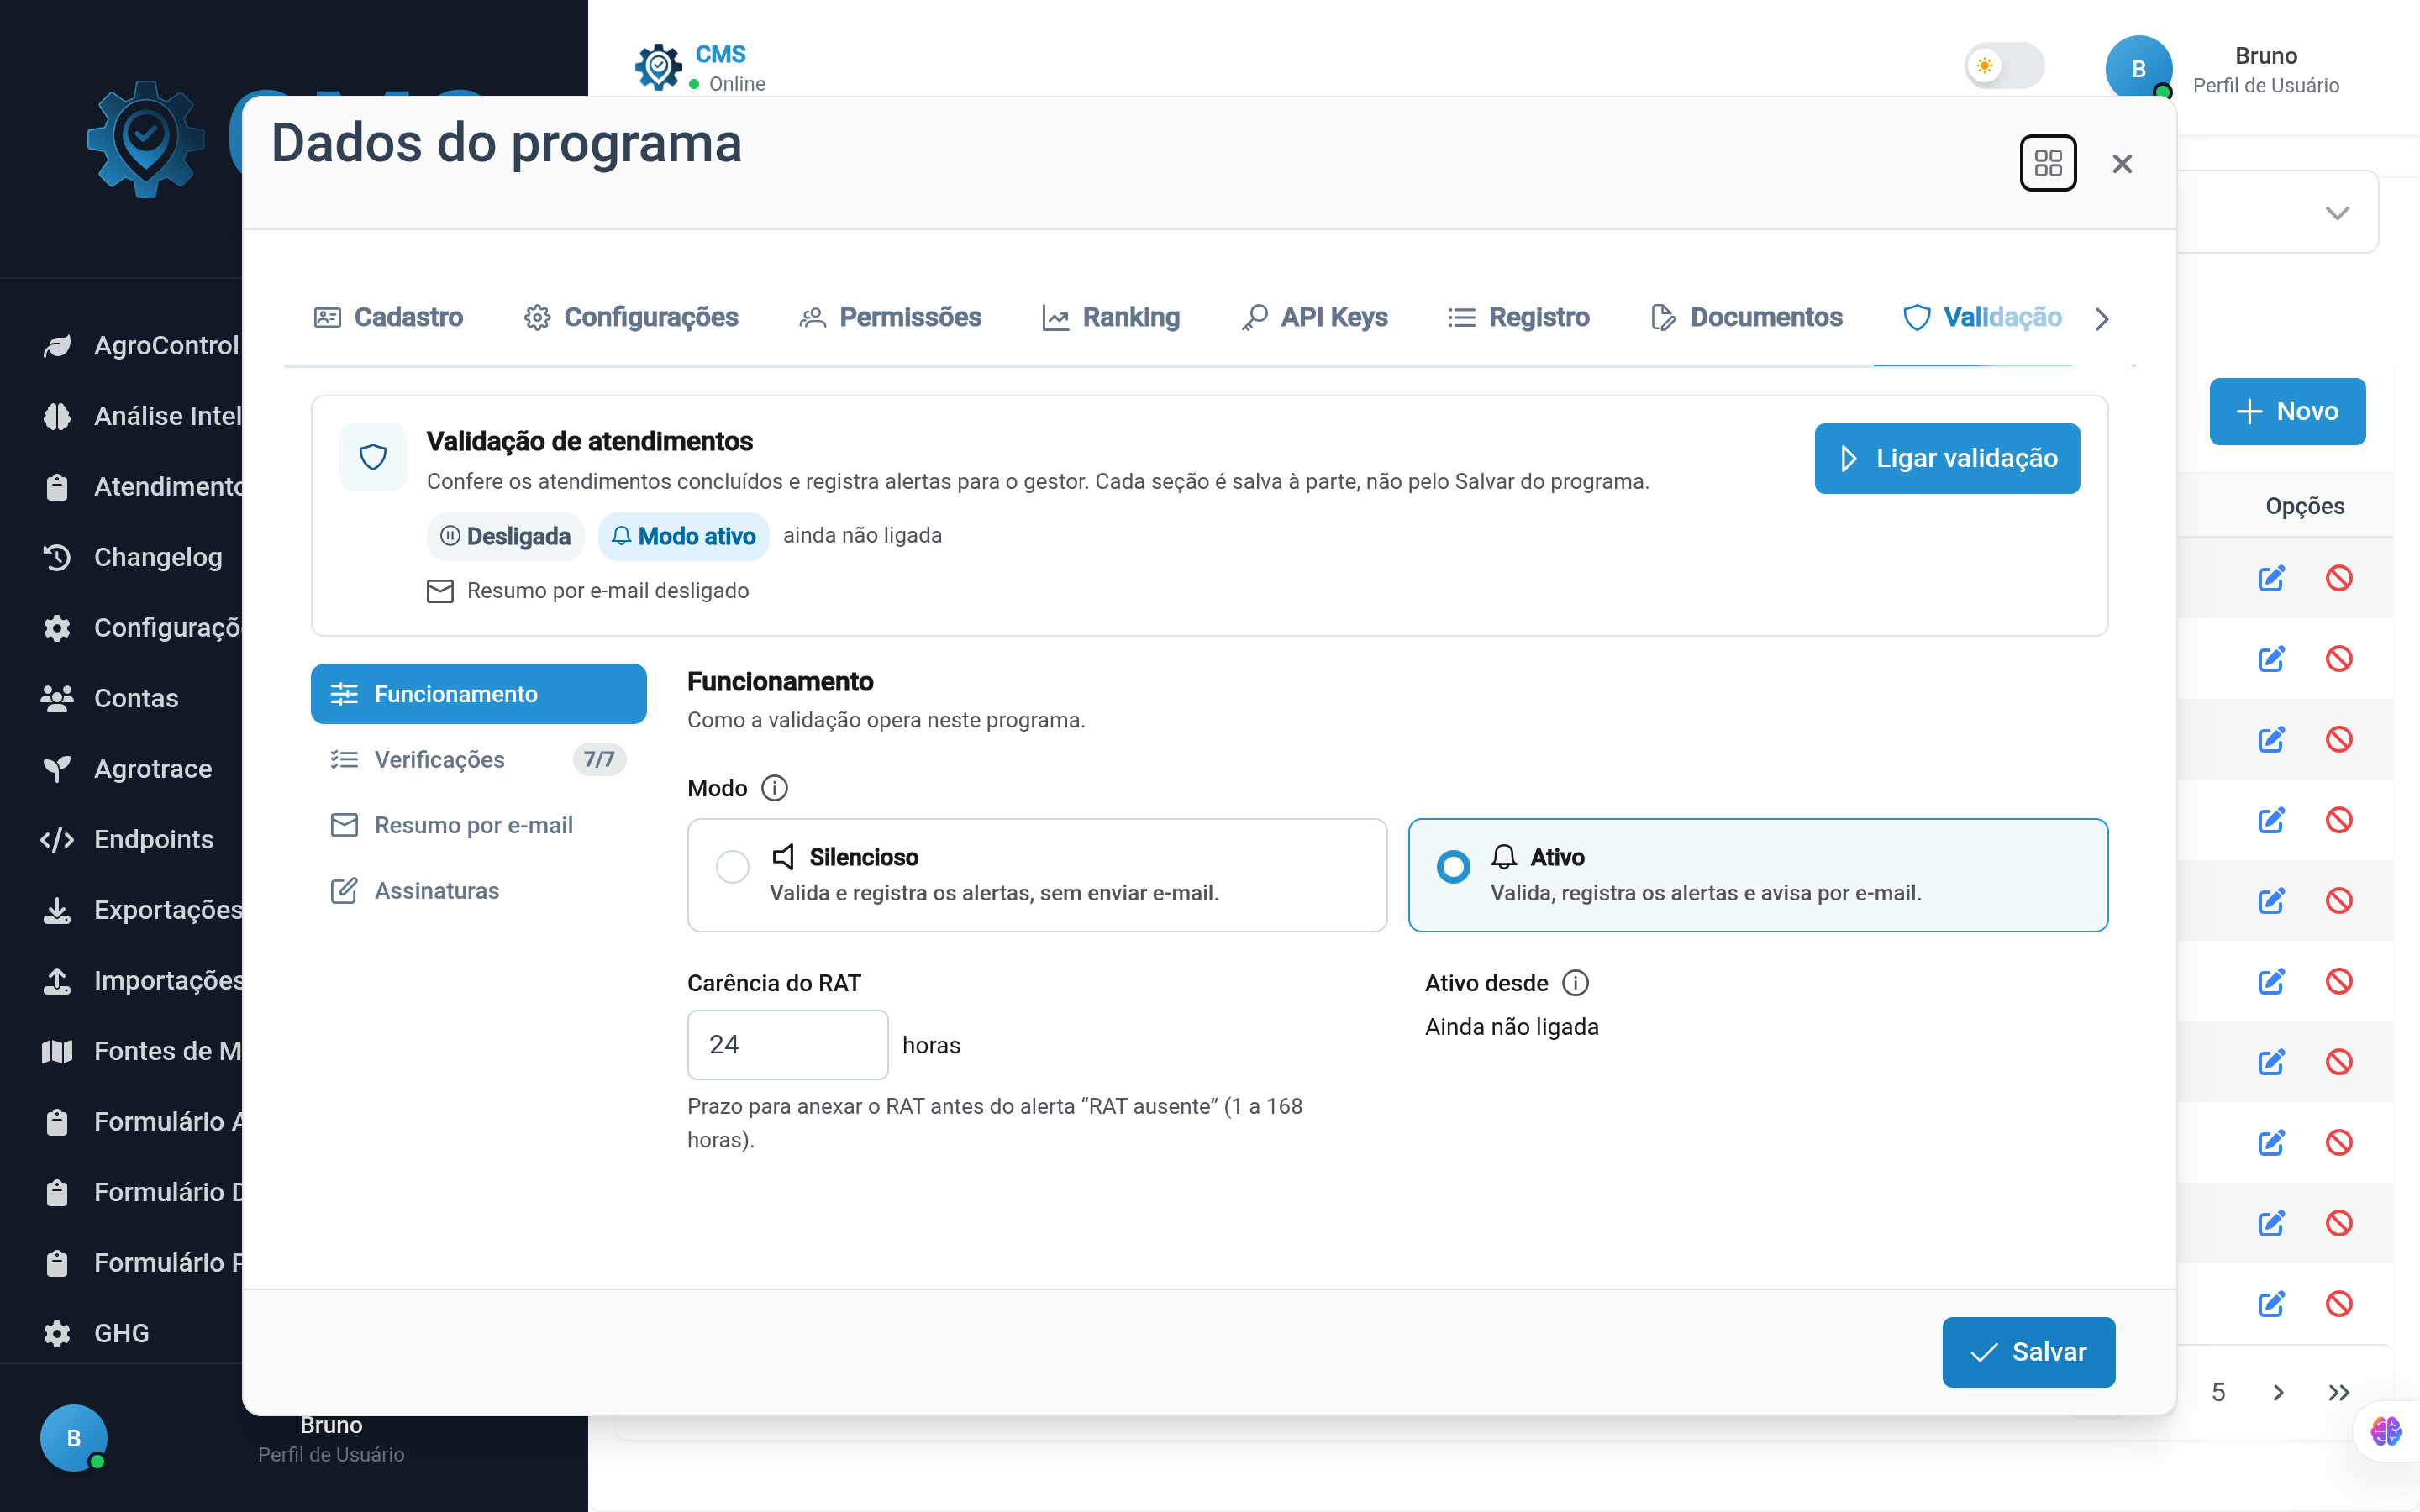 CMS
Online
B
Bruno
Perfil de Usuário
Dados do programa
Cadastro
Configurações
Permissões
Ranking
API Keys
Registro
Documentos
Validação
AgroControl
Análise Intel
Atendimento
Changelog
Configuraçõ
Contas
Agrotrace
Endpoints
Exportações
Importações
Fontes de M
Formulário A
Formulário D
Formulário P
GHG
B
Bruno
Perfil de Usuário
Validação de atendimentos
Confere os atendimentos concluídos e registra alertas para o gestor. Cada seção é salva à parte, não pelo Salvar do programa.
Desligada
Modo ativo
ainda não ligada
Resumo por e-mail desligado
Ligar validação
Funcionamento
Verificações
7/7
Resumo por e-mail
Assinaturas
Funcionamento
Como a validação opera neste programa.
Modo
Silencioso
Valida e registra os alertas, sem enviar e-mail.
Ativo
Valida, registra os alertas e avisa por e-mail.
Carência do RAT
24
horas
Prazo para anexar o RAT antes do alerta “RAT ausente” (1 a 168
horas).
Ativo desde
Ainda não ligada
Salvar
Novo
Opções
5